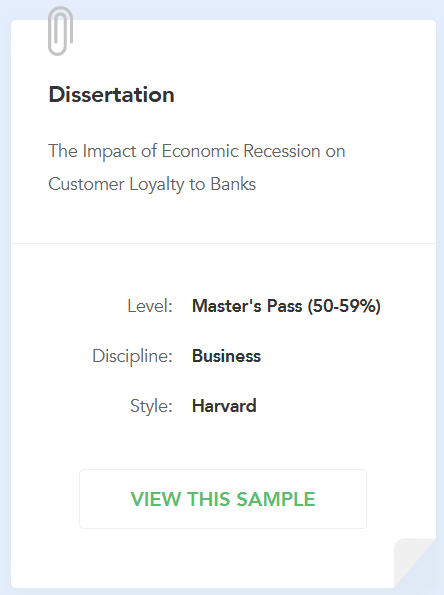 Dissertation
The Impact of Economic Recession on
Customer Loyalty to Banks
Level: Master's Pass (50-59%)
Discipline: Business
Style: Harvard
VIEW THIS SAMPLE